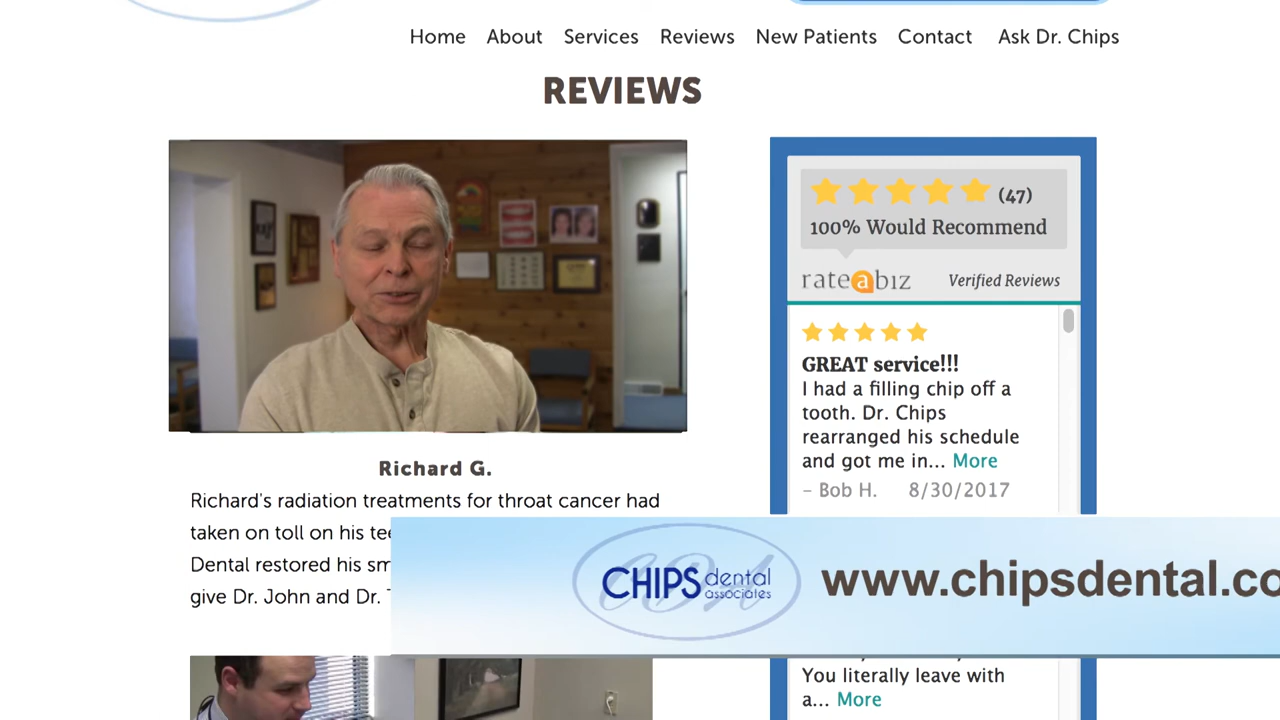 Home About Services Reviews New Patients Contact Ask Dr. Chips
REVIEWS
Richard G.
Richard's radiation treatments for throat cancer had
taken on toll on his
Dental restored his
give Dr. John and Dr.
(47)
100% Would Recommend
rateabiz Verified Reviews
GREAT service!!!
I had a filling chip off a
tooth. Dr. Chips
rearranged his schedule
and got me in... More
– Bob H. 8/30/2017
CDA
CHIPS dental
associates
www.chipsdental.co
You literally leave with
a... More